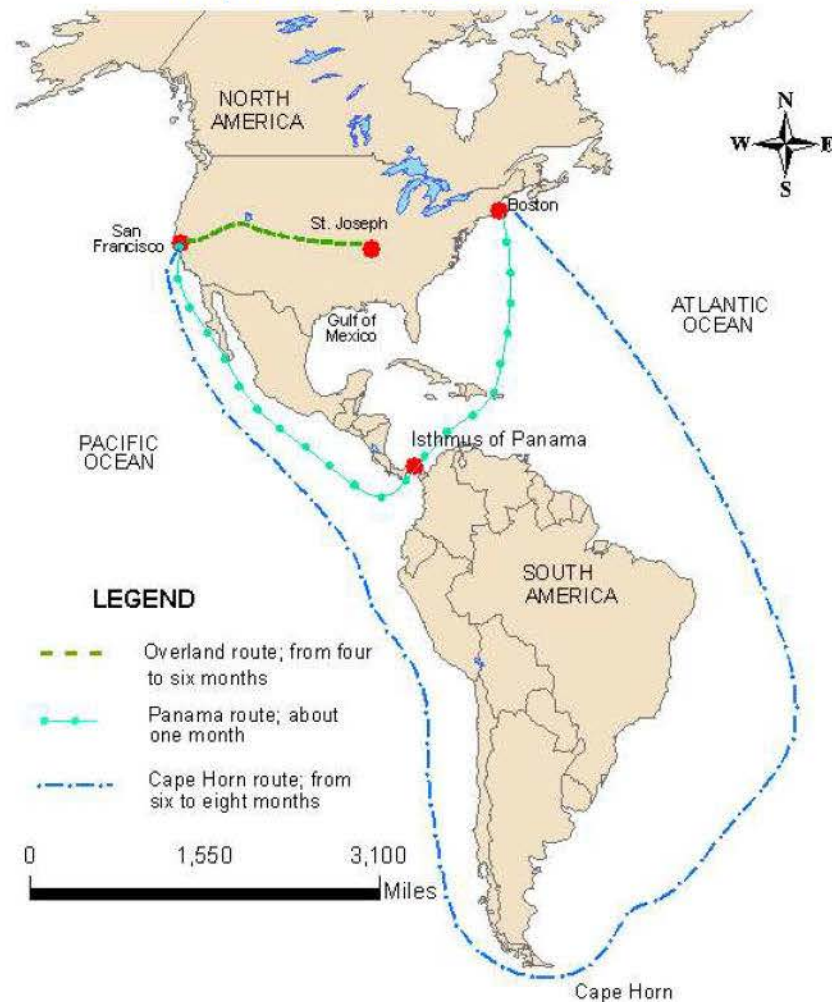 NORTH
AMERICA
N
W
E
S
San
Francisco
St. Joseph
Boston
Gulf of
Mexico
ATLANTIC
OCEAN
PACIFIC
OCEAN
Isthmus of Panama
SOUTH
AMERICA
LEGEND
Overland route; from four
to six months
Panama route; about
one month
Cape Horn route; from
six to eight months
0 1,550 3,100
Miles
Cape Horn